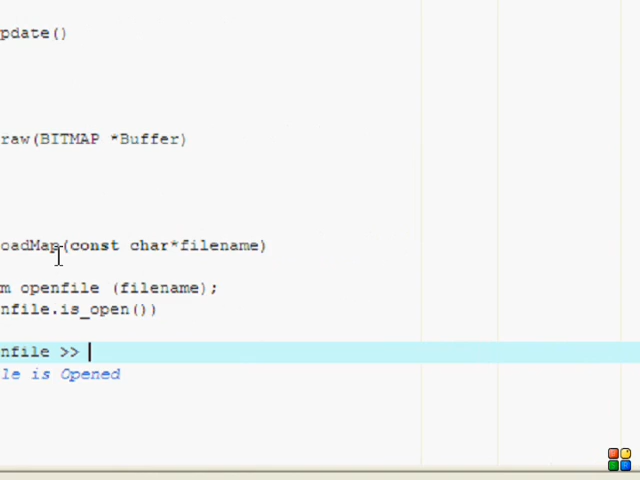 pdate()
raw(BITMAP *Buffer)
oadMap(const char*filename)
m openfile (filename);
nfile.is_open())
nfile >>
le is Opened